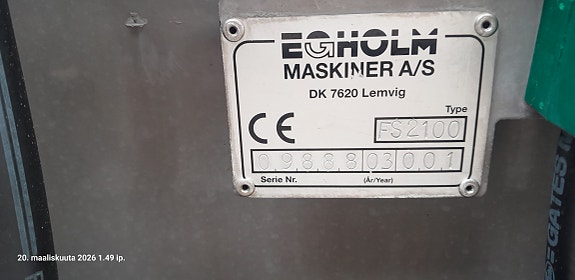 EGHOLM
MASKINER A/S
DK 7620 Lemvig
Type
CE FS2100
0988803001
Serie Nr. (År/Year)
GATES
20. maaliskuuta 2026 1.49 ip.